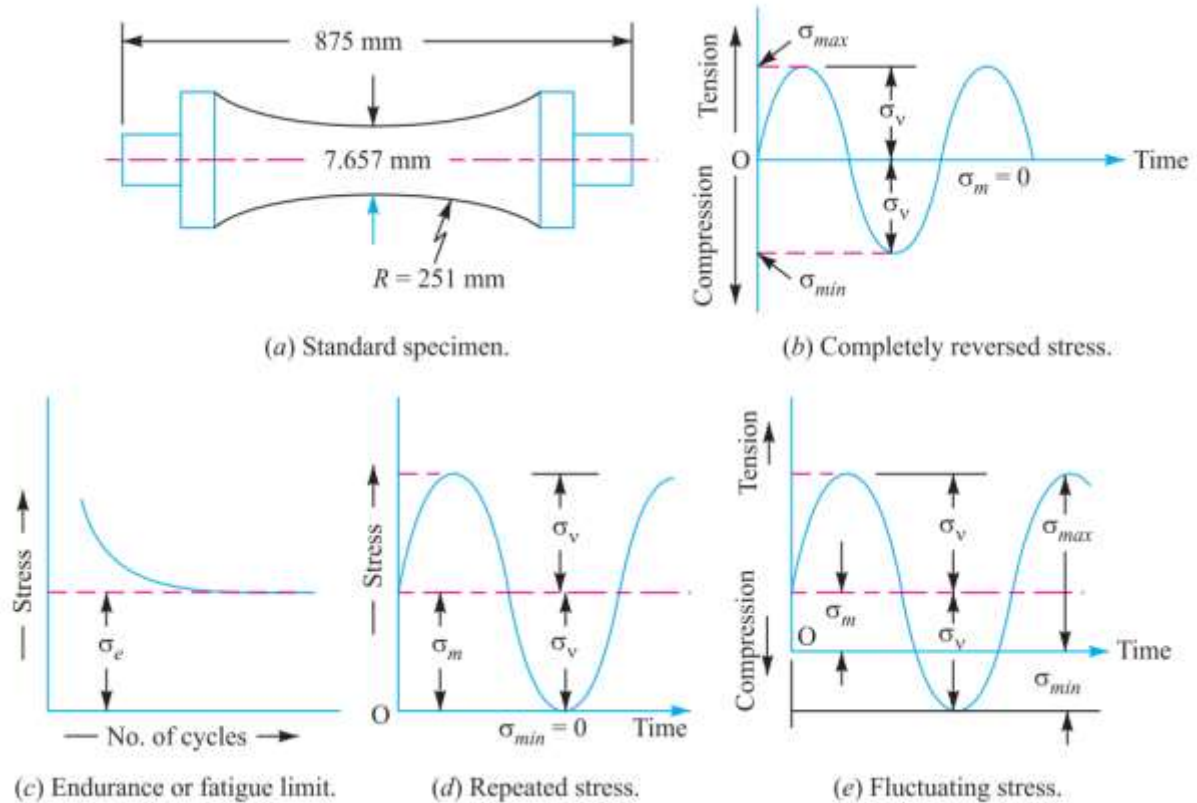 875 mm
7.657 mm
R = 251 mm
(a) Standard specimen.
Tension
Compression
σmax
σv
O
Time
σm = 0
σv
σmin
(b) Completely reversed stress.
Stress
σe
No. of cycles
(c) Endurance or fatigue limit.
Stress
σv
σm
σv
O
σmin = 0
Time
(d) Repeated stress.
Tension
Compression
σv
σmax
σm
σv
O
Time
σmin
(e) Fluctuating stress.